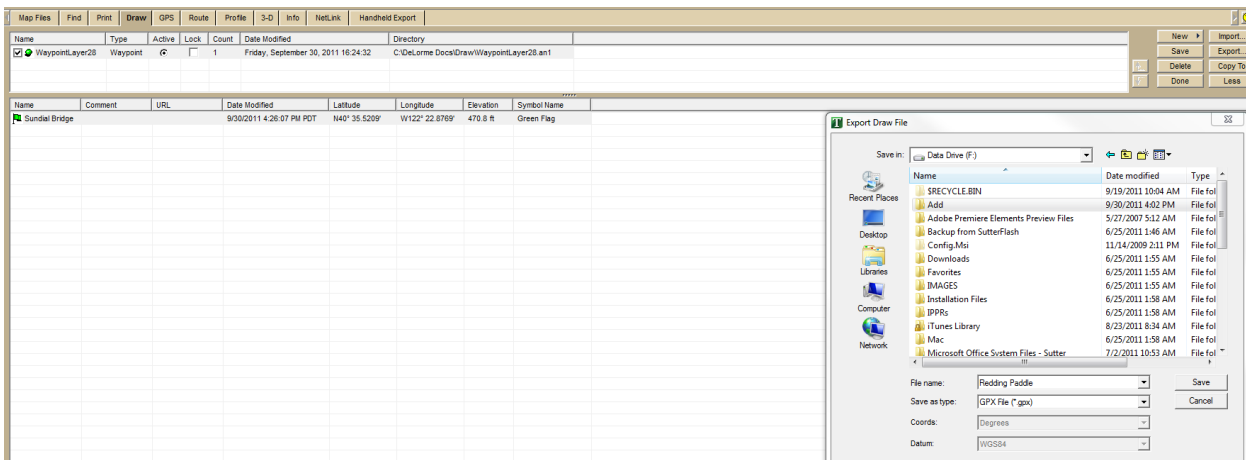 Map Files Find Print Draw GPS Route Profile 3-D Info NetLink Handheld Export
Name Type Active Lock Count Date Modified Directory
WaypointLayer28 Waypoint 1 Friday, September 30, 2011 16:24:32 C:\DeLorme Docs\Draw\WaypointLayer28.an1
New Import...
Save Export...
Delete Copy To
Done Less
Name Comment URL Date Modified Latitude Longitude Elevation Symbol Name
Sundial Bridge 9/30/2011 4:26:07 PM PDT N40° 35.5209' W122° 22.8769' 470.8 ft Green Flag
Export Draw File
Save in: Data Drive (F:)
Recent Places
Desktop
Libraries
Computer
Network
Name Date modified Type
$RECYCLE.BIN 9/19/2011 10:04 AM File fol
Add 9/30/2011 4:02 PM File fol
Adobe Premiere Elements Preview Files 5/27/2007 5:12 AM File fol
Backup from SutterFlash 6/25/2011 1:46 AM File fol
Config.Msi 11/14/2009 2:11 PM File fol
Downloads 6/25/2011 1:55 AM File fol
Favorites 6/25/2011 1:55 AM File fol
IMAGES 6/25/2011 1:55 AM File fol
Installation Files 6/25/2011 1:58 AM File fol
IPPRs 6/25/2011 1:58 AM File fol
iTunes Library 8/23/2011 8:34 AM File fol
Mac 6/25/2011 1:58 AM File fol
Microsoft Office System Files - Sutter 7/2/2011 10:53 AM File fol
File name: Redding Paddle Save
Save as type: GPX File (*.gpx) Cancel
Coords: Degrees
Datum: WGS84